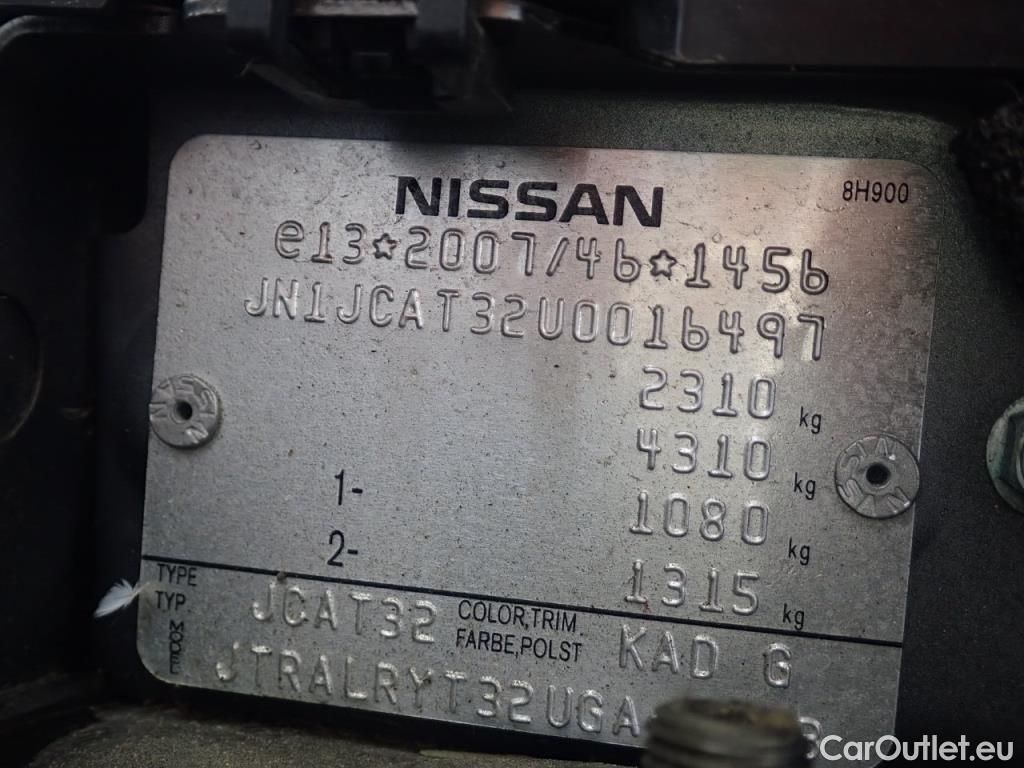 NISSAN 8H900
e13☆2007/46☆1456
JN1JCAT32U0016497
2310 kg
4310 kg
1- 1080 kg
2- 1315 kg
TYPE
TYP. JCAT32 COLOR,TRIM. FARBE,POLST KAD G
MODELE JTRALRYT32UGA
CarOutlet.eu